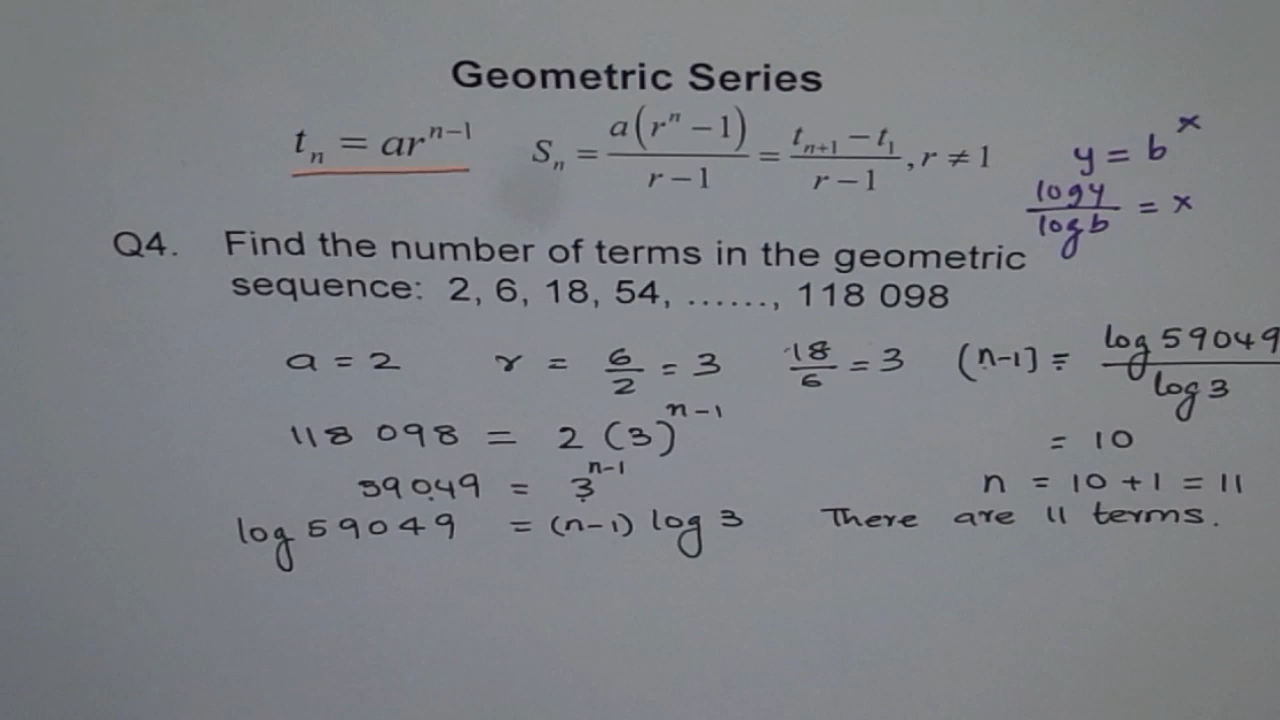 Geometric Series
tₙ = arⁿ⁻¹   Sₙ = a(rⁿ − 1)/(r − 1) = (tₙ₊₁ − t₁)/(r − 1), r ≠ 1   y = bˣ
log y / log b = x
Q4. Find the number of terms in the geometric
sequence: 2, 6, 18, 54, ......, 118 098
a = 2   r = 6/2 = 3   18/6 = 3   (n-1) = log 59049 / log 3
118 098 = 2 (3)ⁿ⁻¹   = 10
59049 = 3ⁿ⁻¹   n = 10 + 1 = 11
log 59049 = (n-1) log 3   There are 11 terms.